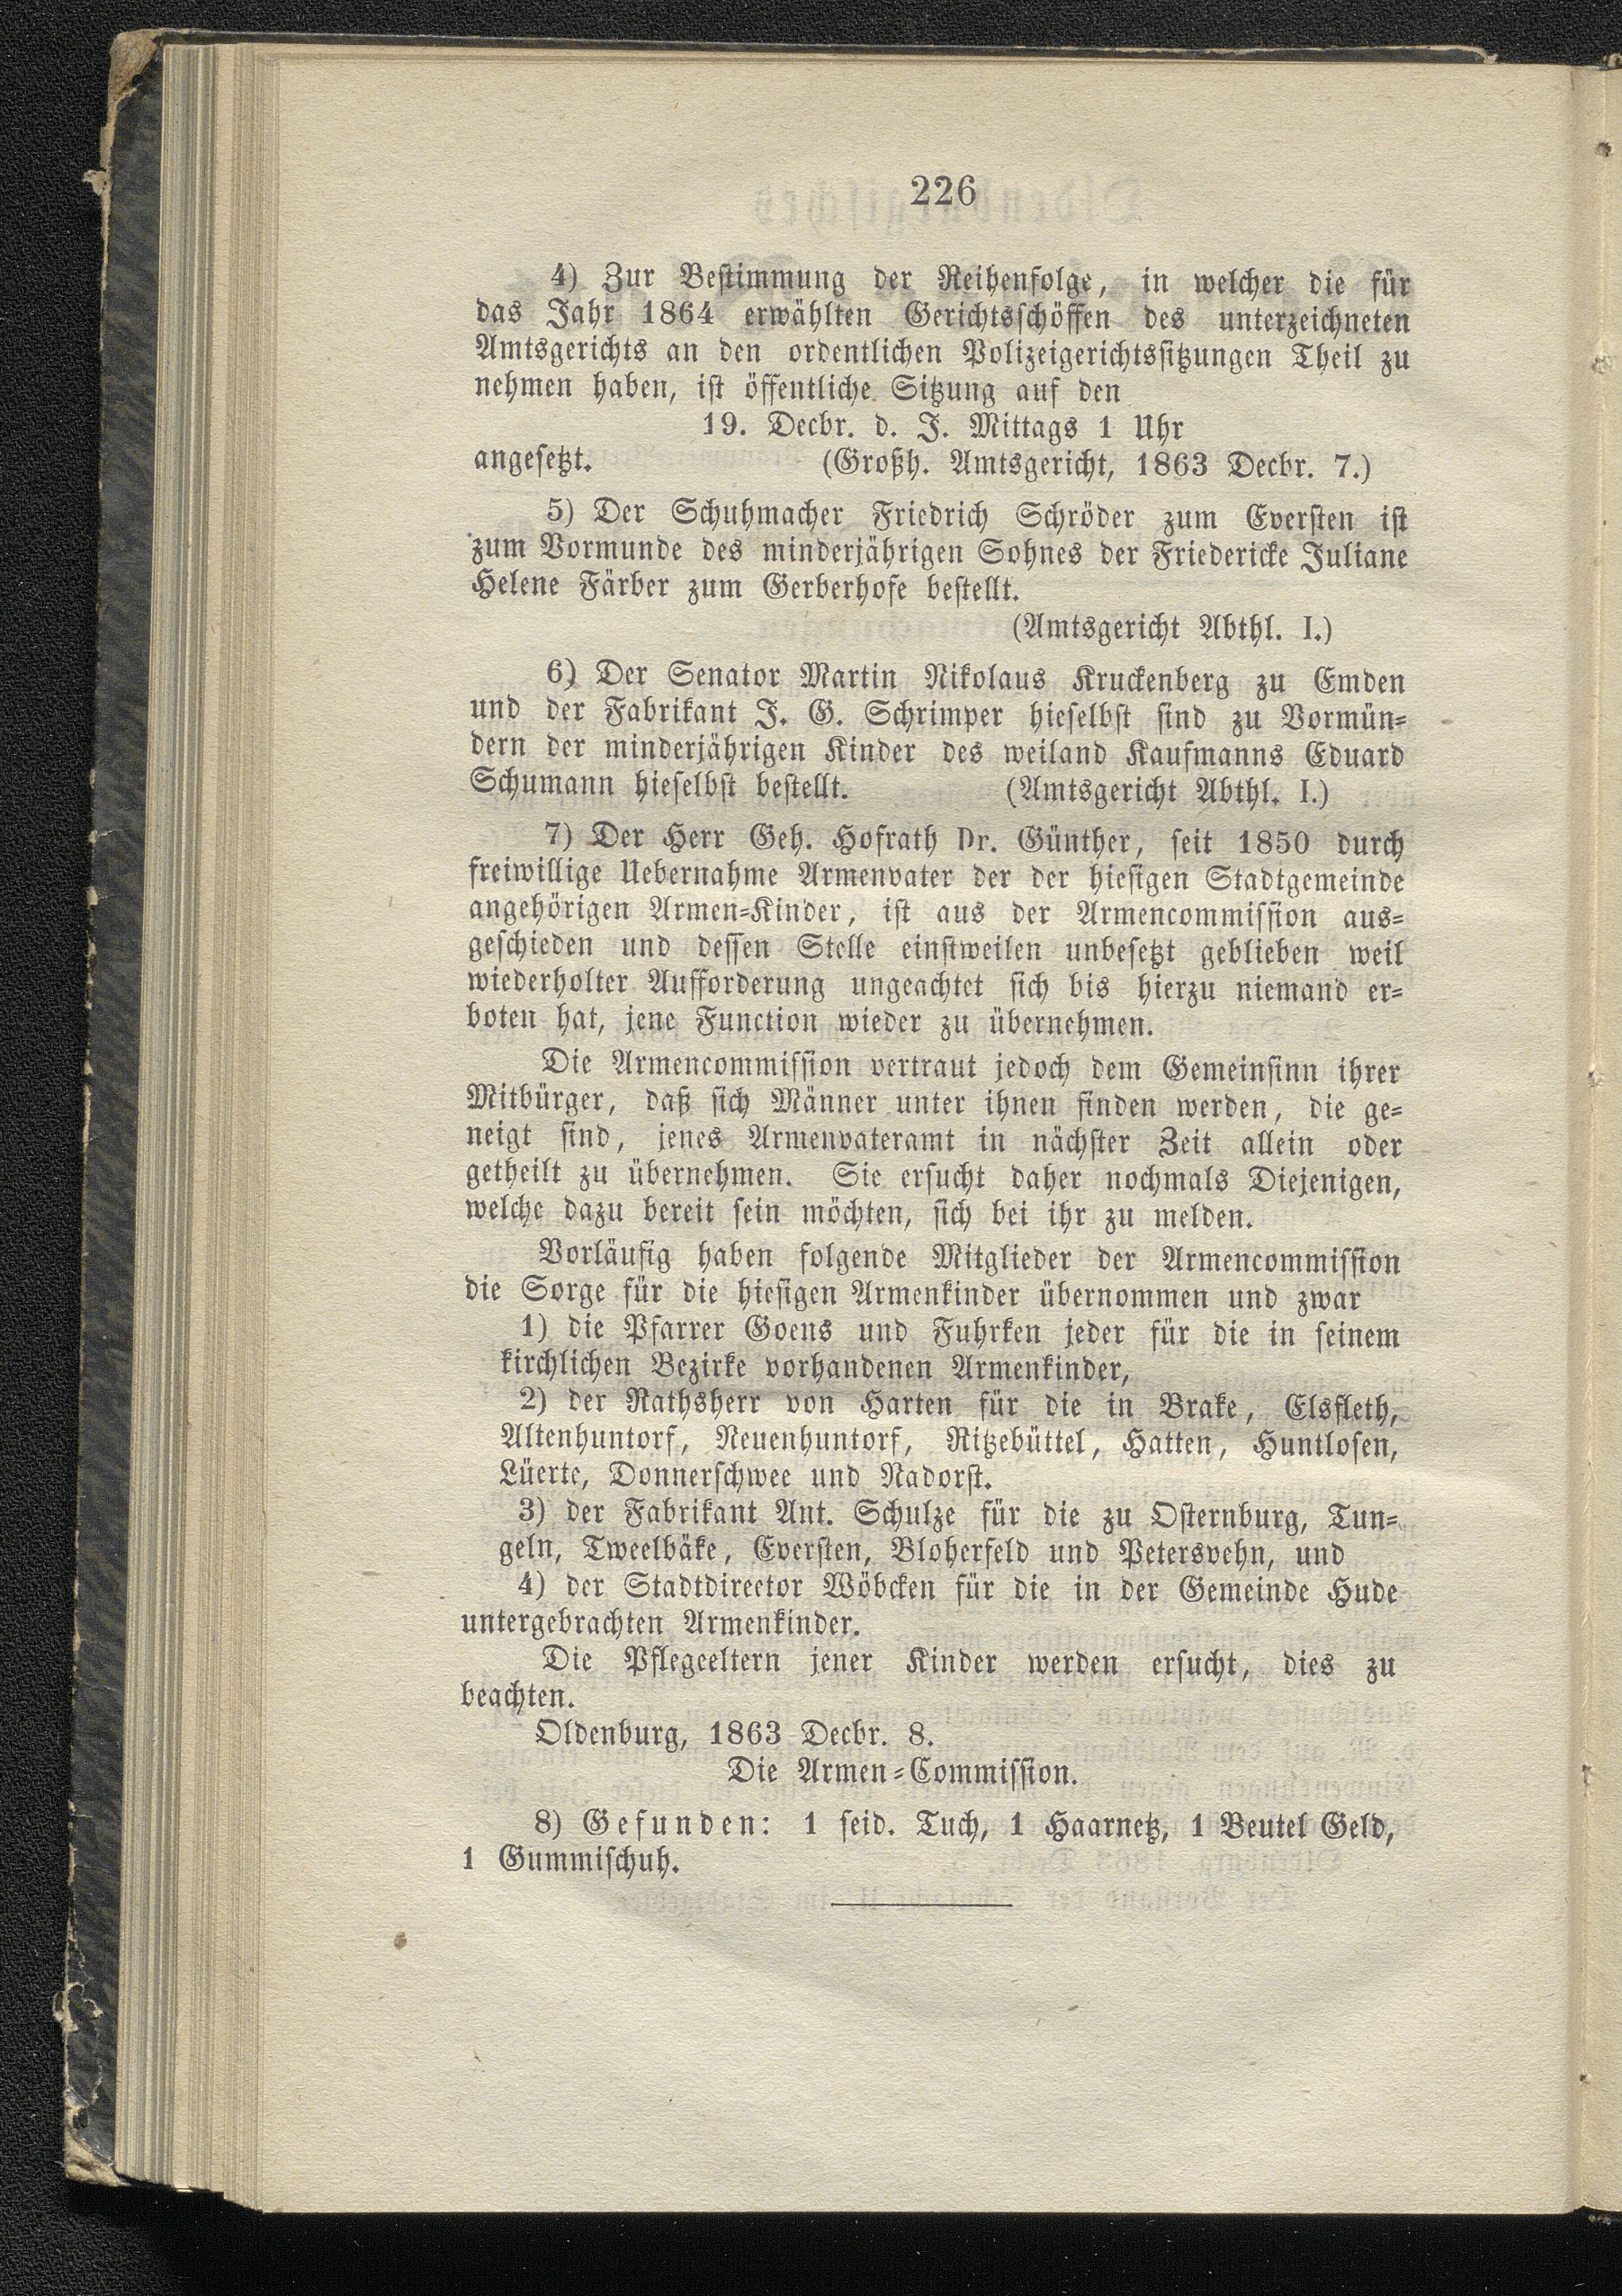 226
4) Zur Bestimmung der Reihenfolge, in welcher die für
das Jahr 1864 erwählten Gerichtsschöffen des unterzeichneten
Amtsgerichts an den ordentlichen Polizeigerichtssitzungen Theil zu
nehmen haben, ist öffentliche Sitzung auf den
19. Decbr. d. J. Mittags 1 Uhr
angesetzt. (Großh. Amtsgericht, 1863 Decbr. 7.)
5) Der Schuhmacher Friedrich Schröder zum Eversten ist
zum Vormunde des minderjährigen Sohnes der Friedericke Juliane
Helene Färber zum Gerberhofe bestellt.
(Amtsgericht Abthl. I.)
6) Der Senator Martin Nikolaus Kruckenberg zu Emden
und der Fabrikant J. G. Schrimper hieselbst sind zu Vormün-
dern der minderjährigen Kinder des weiland Kaufmanns Eduard
Schumann hieselbst bestellt. (Amtsgericht Abthl. I.)
7) Der Herr Geh. Hofrath Dr. Günther, seit 1850 durch
freiwillige Uebernahme Armenvater der der hiesigen Stadtgemeinde
angehörigen Armen-Kinder, ist aus der Armencommission aus-
geschieden und dessen Stelle einstweilen unbesetzt geblieben weil
wiederholter Aufforderung ungeachtet sich bis hierzu niemand er-
boten hat, jene Function wieder zu übernehmen.
Die Armencommission vertraut jedoch dem Gemeinsinn ihrer
Mitbürger, daß sich Männer unter ihnen finden werden, die ge-
neigt sind, jenes Armenvateramt in nächster Zeit allein oder
getheilt zu übernehmen. Sie ersucht daher nochmals Diejenigen,
welche dazu bereit sein möchten, sich bei ihr zu melden.
Vorläufig haben folgende Mitglieder der Armencommission
die Sorge für die hiesigen Armenkinder übernommen und zwar
1) die Pfarrer Goens und Fuhrken jeder für die in seinem
kirchlichen Bezirke vorhandenen Armenkinder,
2) der Rathsherr von Harten für die in Brake, Elsfleth,
Altenhuntorf, Neuenhuntorf, Ritzebüttel, Hatten, Huntlosen,
Lüerte, Donnerschwee und Nadorst.
3) der Fabrikant Ant. Schulze für die zu Osternburg, Tun-
geln, Tweelbäke, Eversten, Bloherfeld und Petersvehn, und
4) der Stadtdirector Wöbcken für die in der Gemeinde Hude
untergebrachten Armenkinder.
Die Pflegeeltern jener Kinder werden ersucht, dies zu
beachten.
Oldenburg, 1863 Decbr. 8.
Die Armen-Commission.
8) Gefunden: 1 seid. Tuch, 1 Haarnetz, 1 Beutel Geld,
1 Gummischuh.